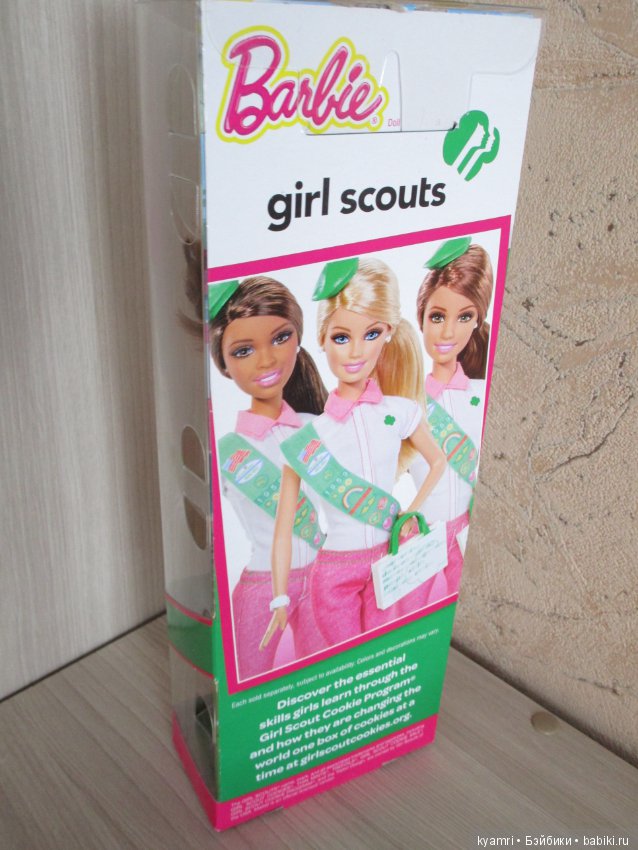 Barbie®
Doll
girl scouts
Each sold separately, subject to availability. Colors and decorations may vary.
Discover the essential
skills girls learn through the
Girl Scout Cookie Program®
and how they are changing the
world one box of cookies at a
time at girlscoutcookies.org.
kyamri • Бэйбики • babiki.ru